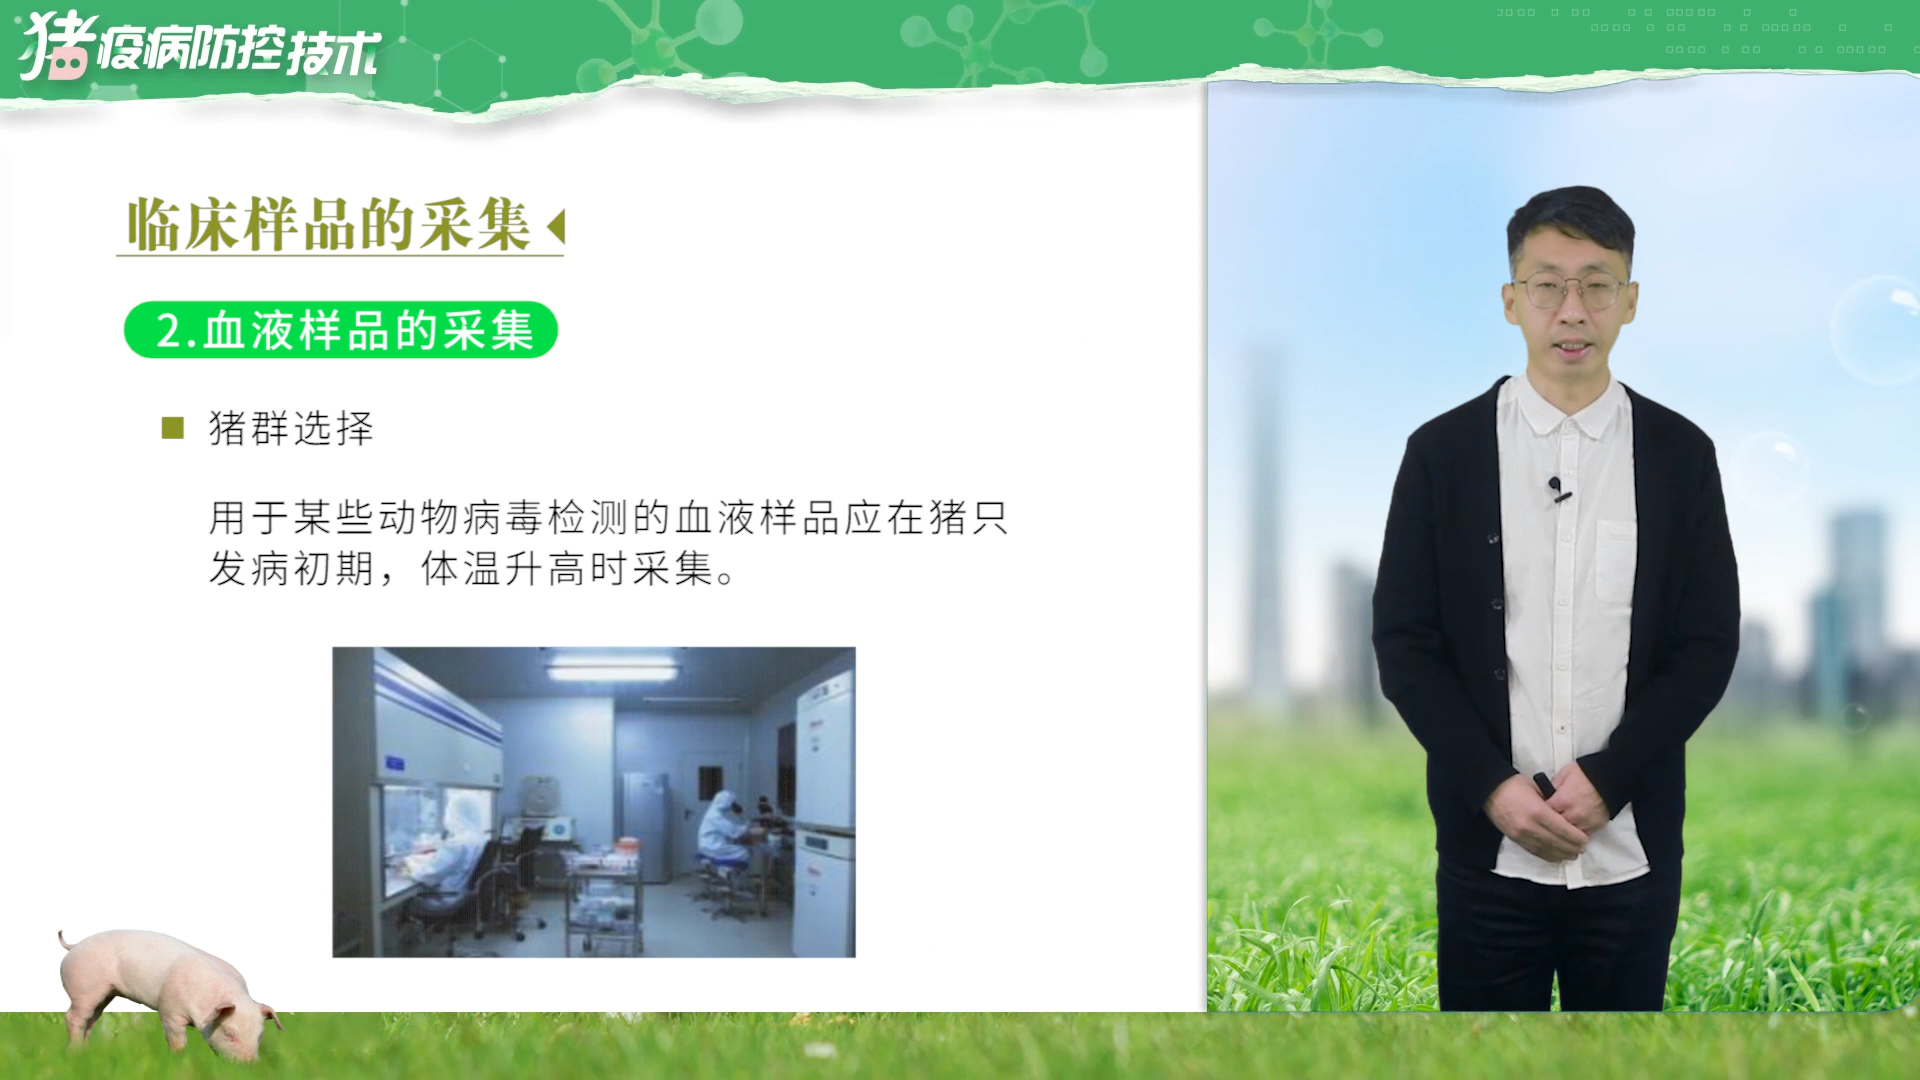 猪疫病防控技术
临床样品的采集
2.血液样品的采集
猪群选择
用于某些动物病毒检测的血液样品应在猪只
发病初期，体温升高时采集。